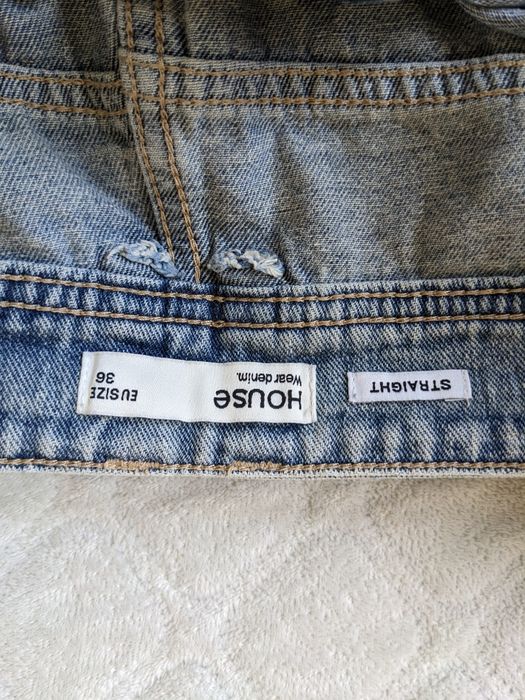 HOUSE
Wear denim.
EU SIZE
36
STRAIGHT